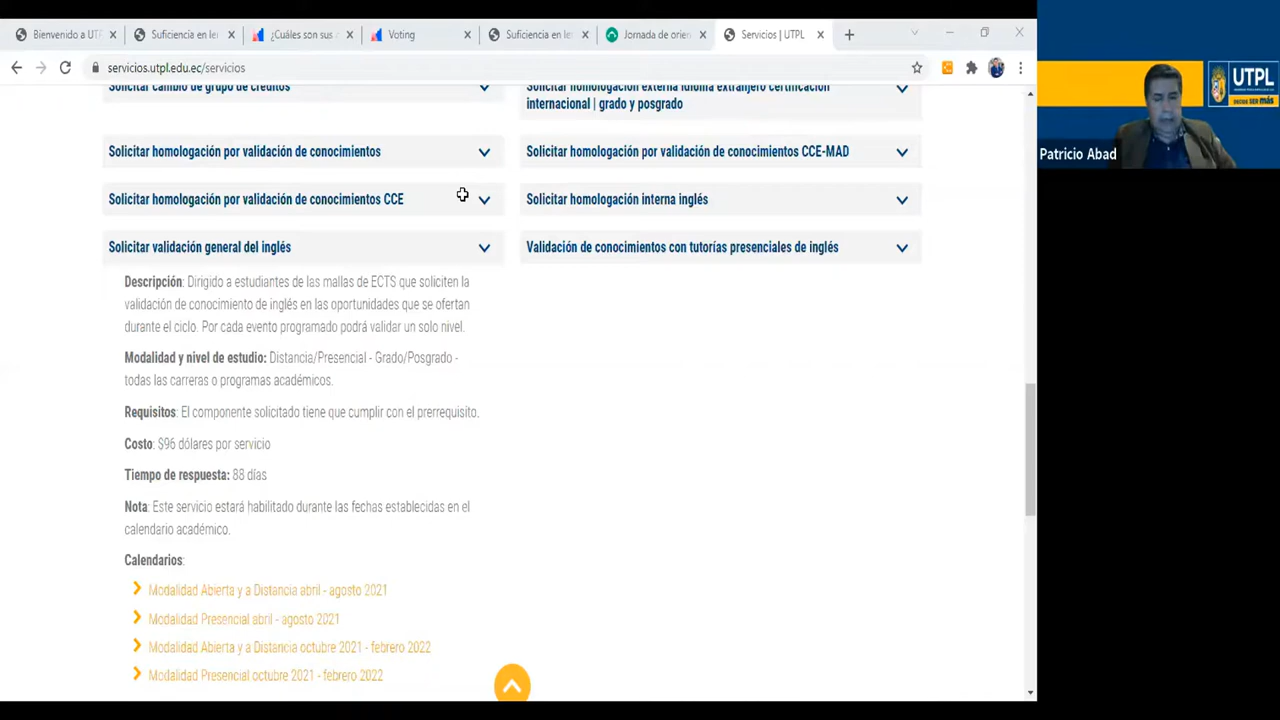 Bienvenido a UTP
Suficiencia en le
¿Cuáles son sus
Voting
Suficiencia en le
Jornada de orien
Servicios | UTPL
servicios.utpl.edu.ec/servicios
Solicitar cambio de grupo de créditos
Solicitar homologación externa idioma extranjero certificación
internacional | grado y posgrado
Solicitar homologación por validación de conocimientos
Solicitar homologación por validación de conocimientos CCE-MAD
Solicitar homologación por validación de conocimientos CCE
Solicitar homologación interna inglés
Solicitar validación general del inglés
Validación de conocimientos con tutorías presenciales de inglés
Descripción: Dirigido a estudiantes de las mallas de ECTS que soliciten la
validación de conocimiento de inglés en las oportunidades que se ofertan
durante el ciclo. Por cada evento programado podrá validar un solo nivel.
Modalidad y nivel de estudio: Distancia/Presencial - Grado/Posgrado -
todas las carreras o programas académicos.
Requisitos: El componente solicitado tiene que cumplir con el prerrequisito.
Costo: $96 dólares por servicio
Tiempo de respuesta: 88 días
Nota: Este servicio estará habilitado durante las fechas establecidas en el
calendario académico.
Calendarios:
Modalidad Abierta y a Distancia abril - agosto 2021
Modalidad Presencial abril - agosto 2021
Modalidad Abierta y a Distancia octubre 2021 - febrero 2022
Modalidad Presencial octubre 2021 - febrero 2022
UTPL
DECIDE SER más
Patricio Abad